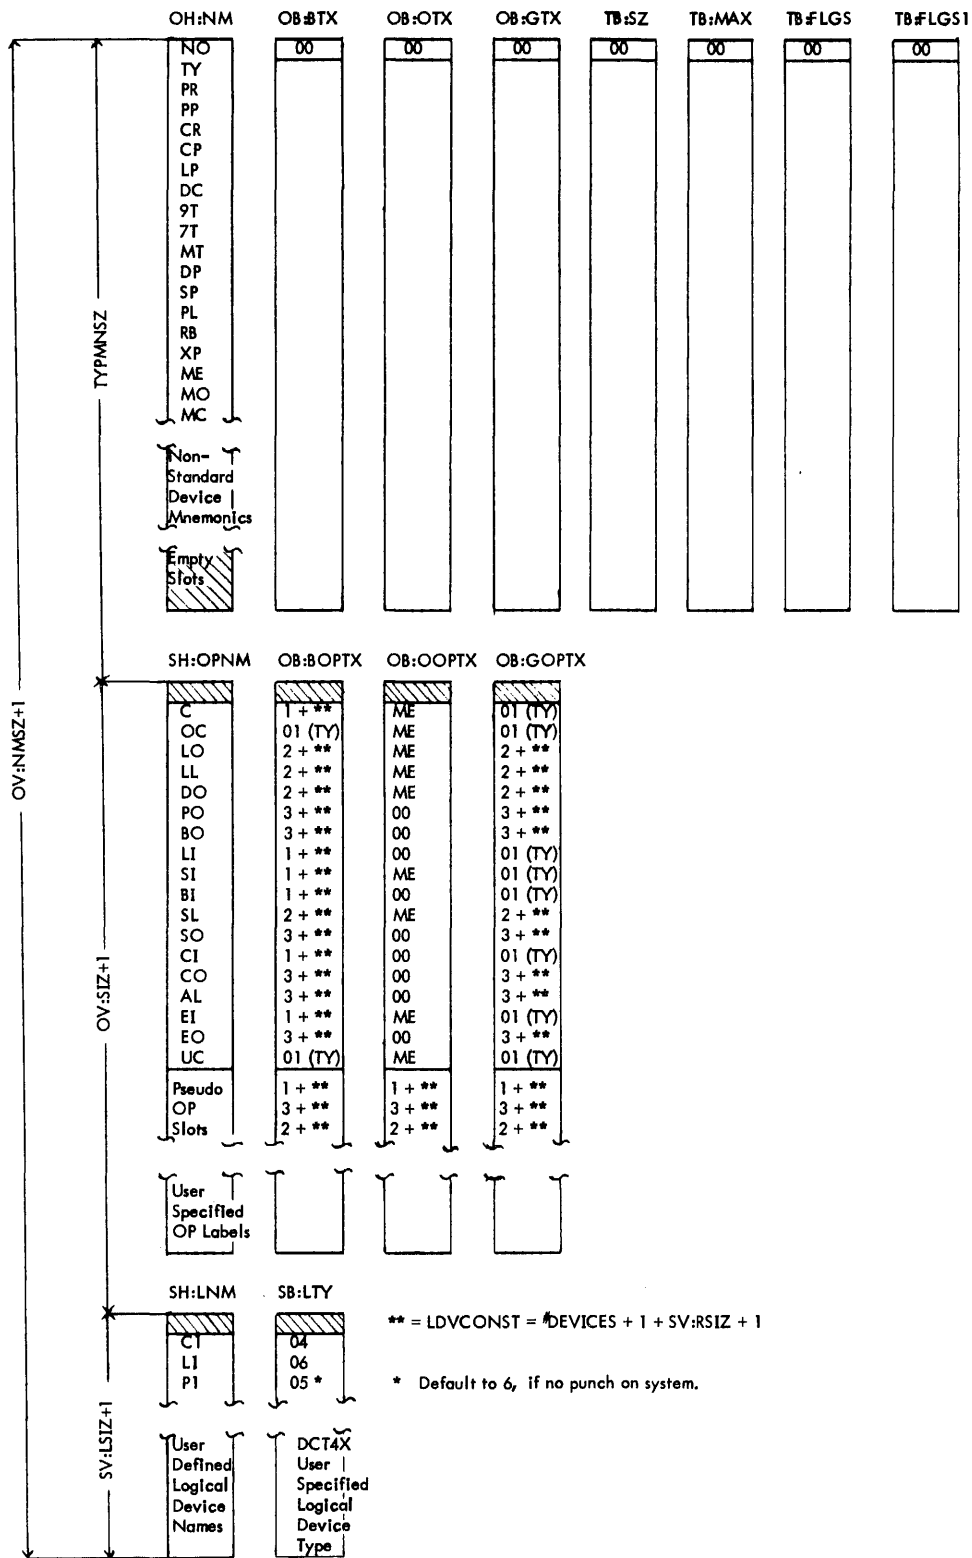 OH:NM OB:BTX OB:OTX OB:GTX TB:SZ TB:MAX TB:FLGS TB:FLGS1
NO 00 00 00 00 00 00 00
TY
PR
PP
CR
CP
LP
DC
9T
7T
MT
DP
SP
PL
RB
XP
ME
MO
MC
Non-
Standard
Device
Mnemonics
Empty
Slots
TYPMNSZ
SH:OPNM OB:BOPTX OB:OOPTX OB:GOPTX
C 1 + ** ME 01 (TY)
OC 01 (TY) ME 01 (TY)
LO 2 + ** ME 2 + **
LL 2 + ** ME 2 + **
DO 2 + ** ME 2 + **
PO 3 + ** 00 3 + **
BO 3 + ** 00 3 + **
LI 1 + ** 00 01 (TY)
SI 1 + ** ME 01 (TY)
BI 1 + ** 00 01 (TY)
SL 2 + ** ME 2 + **
SO 3 + ** 00 3 + **
CI 1 + ** 00 01 (TY)
CO 3 + ** 00 3 + **
AL 3 + ** 00 3 + **
EI 1 + ** ME 01 (TY)
EO 3 + ** 00 3 + **
UC 01 (TY) ME 01 (TY)
Pseudo 1 + ** 1 + ** 1 + **
OP 3 + ** 3 + ** 3 + **
Slots 2 + ** 2 + ** 2 + **
User
Specified
OP Labels
OV:NMSZ+1
OV:SIZ+1
SH:LNM SB:LTY
** = LDVCONST = #DEVICES + 1 + SV:RSIZ + 1
C1 04
L1 06
P1 05 * * Default to 6, if no punch on system.
User DCT4X
Defined User
Logical Specified
Device Logical
Names Device
Type
SV:LSIZ+1